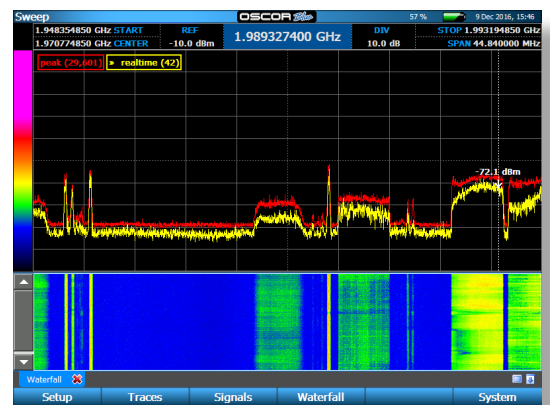 Sweep OSCOR Blue 57 % 9 Dec 2016, 15:46
1.948354850 GHz START REF 1.989327400 GHz DIV STOP 1.993194850 GHz
1.970774850 GHz CENTER -10.0 dBm 10.0 dB SPAN 44.840000 MHz
peak (29,601) » realtime (42)
-72.1 dBm
Waterfall
Setup Traces Signals Waterfall System